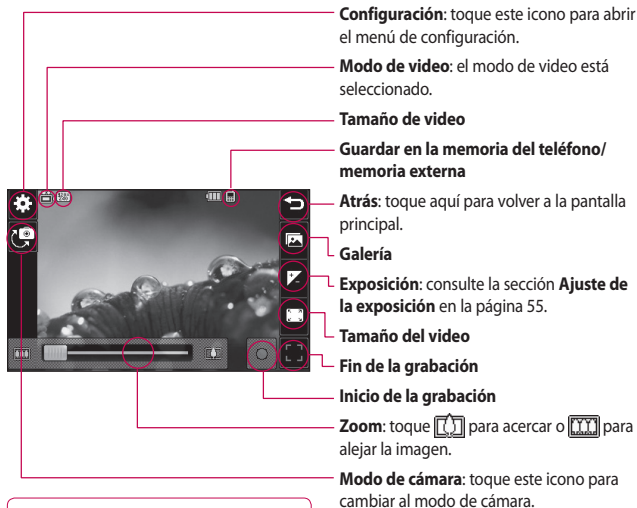 Configuración: toque este icono para abrir
el menú de configuración.
Modo de video: el modo de video está
seleccionado.
Tamaño de video
Guardar en la memoria del teléfono/
memoria externa
Atrás: toque aquí para volver a la pantalla
principal.
Galería
Exposición: consulte la sección Ajuste de
la exposición en la página 55.
Tamaño del video
Fin de la grabación
Inicio de la grabación
Zoom: toque para acercar o para
alejar la imagen.
Modo de cámara: toque este icono para
cambiar al modo de cámara.